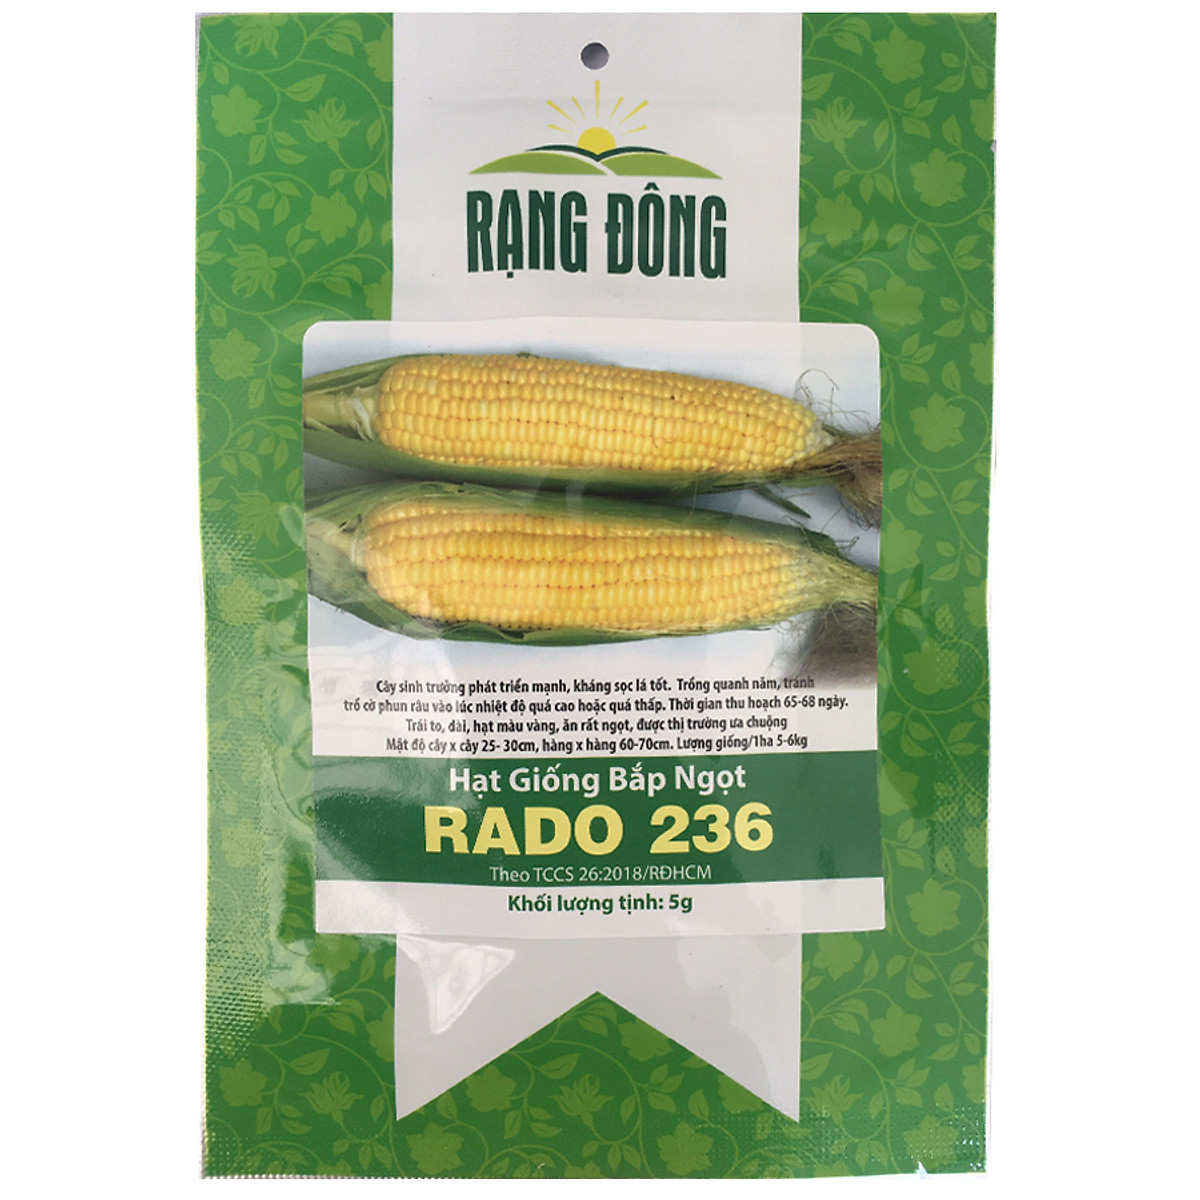 RẠNG ĐÔNG
Cây sinh trưởng phát triển mạnh, kháng sọc lá tốt. Trồng quanh năm, tránh
trổ cờ phun râu vào lúc nhiệt độ quá cao hoặc quá thấp. Thời gian thu hoạch 65-68 ngày.
Trái to, dài, hạt màu vàng, ăn rất ngọt, được thị trường ưa chuộng
Mật độ cây x cây 25- 30cm, hàng x hàng 60-70cm. Lượng giống/1ha 5-6kg
Hạt Giống Bắp Ngọt
RADO 236
Theo TCCS 26:2018/RĐHCM
Khối lượng tịnh: 5g